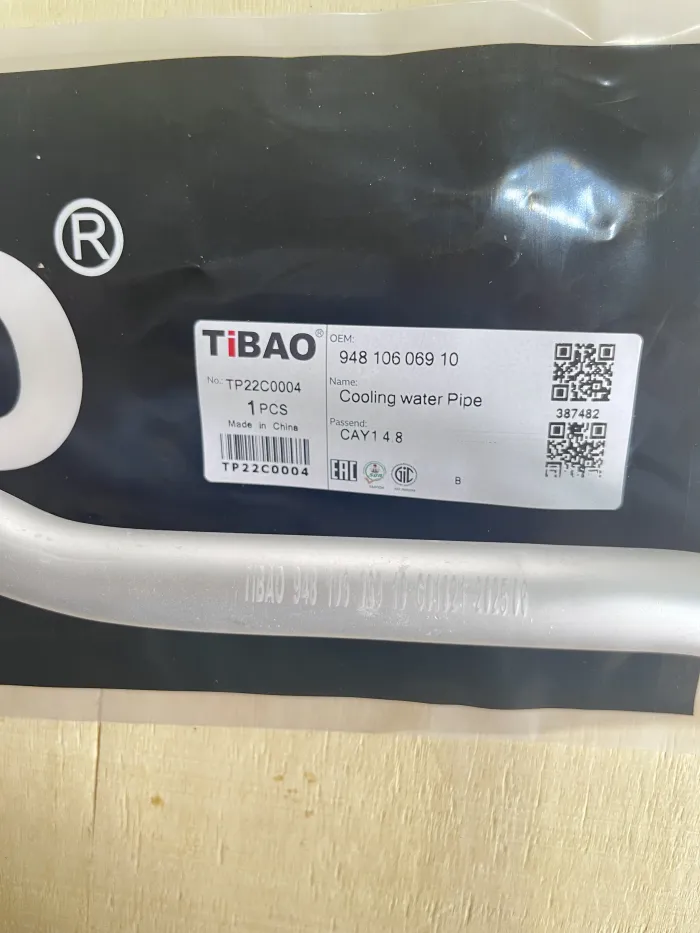 ®
TiBAO®
No.: TP22C0004
1 PCS
Made in China
TP22C0004
OEM:
948 106 069 10
Name:
Cooling water Pipe
Passend:
CAY1 4.8
EAC
GiC
B
387482
TiBAO 948 106